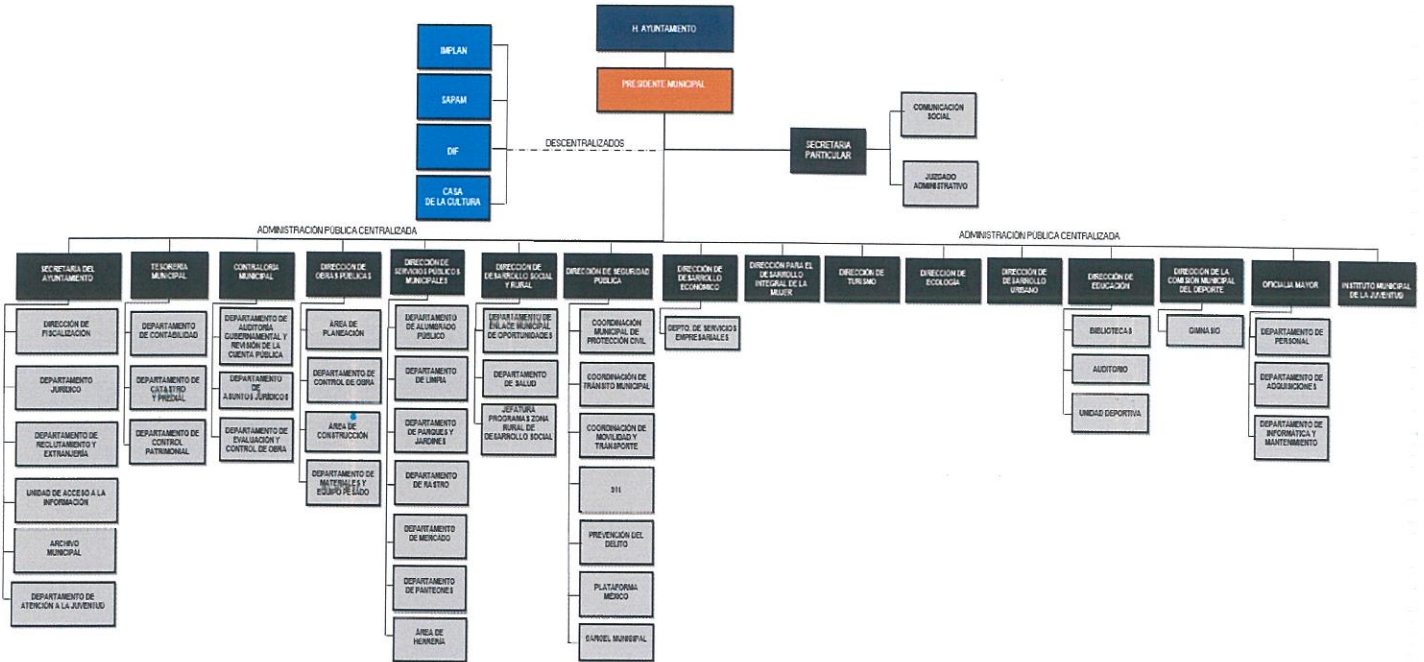 H. AYUNTAMIENTO
PRESIDENTE MUNICIPAL
IMPLAN
SAPAM
DIF
CASA
DE LA CULTURA
DESCENTRALIZADOS
SECRETARIA
PARTICULAR
COMUNICACIÓN
SOCIAL
JUZGADO
ADMINISTRATIVO
ADMINISTRACIÓN PÚBLICA CENTRALIZADA
ADMINISTRACIÓN PÚBLICA CENTRALIZADA
SECRETARÍA DEL
AYUNTAMIENTO
DIRECCIÓN DE
FISCALIZACIÓN
DEPARTAMENTO
JURÍDICO
DEPARTAMENTO DE
RECLUTAMIENTO Y
EXTRANJERÍA
UNIDAD DE ACCESO A LA
INFORMACIÓN
ARCHIVO
MUNICIPAL
DEPARTAMENTO DE
ATENCIÓN A LA JUVENTUD
TESORERÍA
MUNICIPAL
DEPARTAMENTO
DE CONTABILIDAD
DEPARTAMENTO DE
CATASTRO
Y PREDIAL
DEPARTAMENTO DE
CONTROL
PATRIMONIAL
CONTRALORÍA
MUNICIPAL
DEPARTAMENTO DE
AUDITORÍA
GUBERNAMENTAL Y
REVISIÓN DE LA
CUENTA PÚBLICA
DEPARTAMENTO
DE
ASUNTOS JURÍDICOS
DEPARTAMENTO DE
EVALUACIÓN Y
CONTROL DE OBRA
DIRECCIÓN DE
OBRAS PÚBLICAS
ÁREA DE
PLANEACIÓN
DEPARTAMENTO
DE CONTROL DE OBRA
ÁREA DE
CONSTRUCCIÓN
DEPARTAMENTO DE
MATERIALES Y
EQUIPO PESADO
DIRECCIÓN DE
SERVICIOS PÚBLICOS
MUNICIPALES
DEPARTAMENTO
DE ALUMBRADO
PÚBLICO
DEPARTAMENTO
DE LIMPIA
DEPARTAMENTO
DE PARQUES Y
JARDINES
DEPARTAMENTO
DE RASTRO
DEPARTAMENTO
DE MERCADO
DEPARTAMENTO
DE PANTEONES
ÁREA DE
HERRERÍA
DIRECCIÓN DE
DESARROLLO SOCIAL
Y RURAL
DEPARTAMENTO DE
ENLACE MUNICIPAL
DE OPORTUNIDADES
DEPARTAMENTO
DE SALUD
JEFATURA
PROGRAMAS ZONA
RURAL DE
DESARROLLO SOCIAL
DIRECCIÓN DE SEGURIDAD
PÚBLICA
COORDINACIÓN
MUNICIPAL DE
PROTECCIÓN CIVIL
COORDINACIÓN DE
TRÁNSITO MUNICIPAL
COORDINACIÓN DE
MOVILIDAD Y
TRANSPORTE
PREVENCIÓN DEL
DELITO
PLATAFORMA
MÉXICO
CARCEL MUNICIPAL
DIRECCIÓN DE
DESARROLLO
ECONÓMICO
DEPTO. DE SERVICIOS
EMPRESARIALES
DIRECCIÓN PARA EL
DESARROLLO
INTEGRAL DE LA
MUJER
DIRECCIÓN DE
TURISMO
DIRECCIÓN DE
ECOLOGÍA
DIRECCIÓN DE
DESARROLLO
URBANO
DIRECCIÓN DE
EDUCACIÓN
BIBLIOTECAS
AUDITORIO
UNIDAD DEPORTIVA
DIRECCIÓN DE LA
COMISIÓN MUNICIPAL
DEL DEPORTE
GIMNASIO
OFICIALIA MAYOR
DEPARTAMENTO DE
PERSONAL
DEPARTAMENTO DE
ADQUISICIONES
DEPARTAMENTO DE
INFORMÁTICA Y
MANTENIMIENTO
INSTITUTO MUNICIPAL
DE LA JUVENTUD